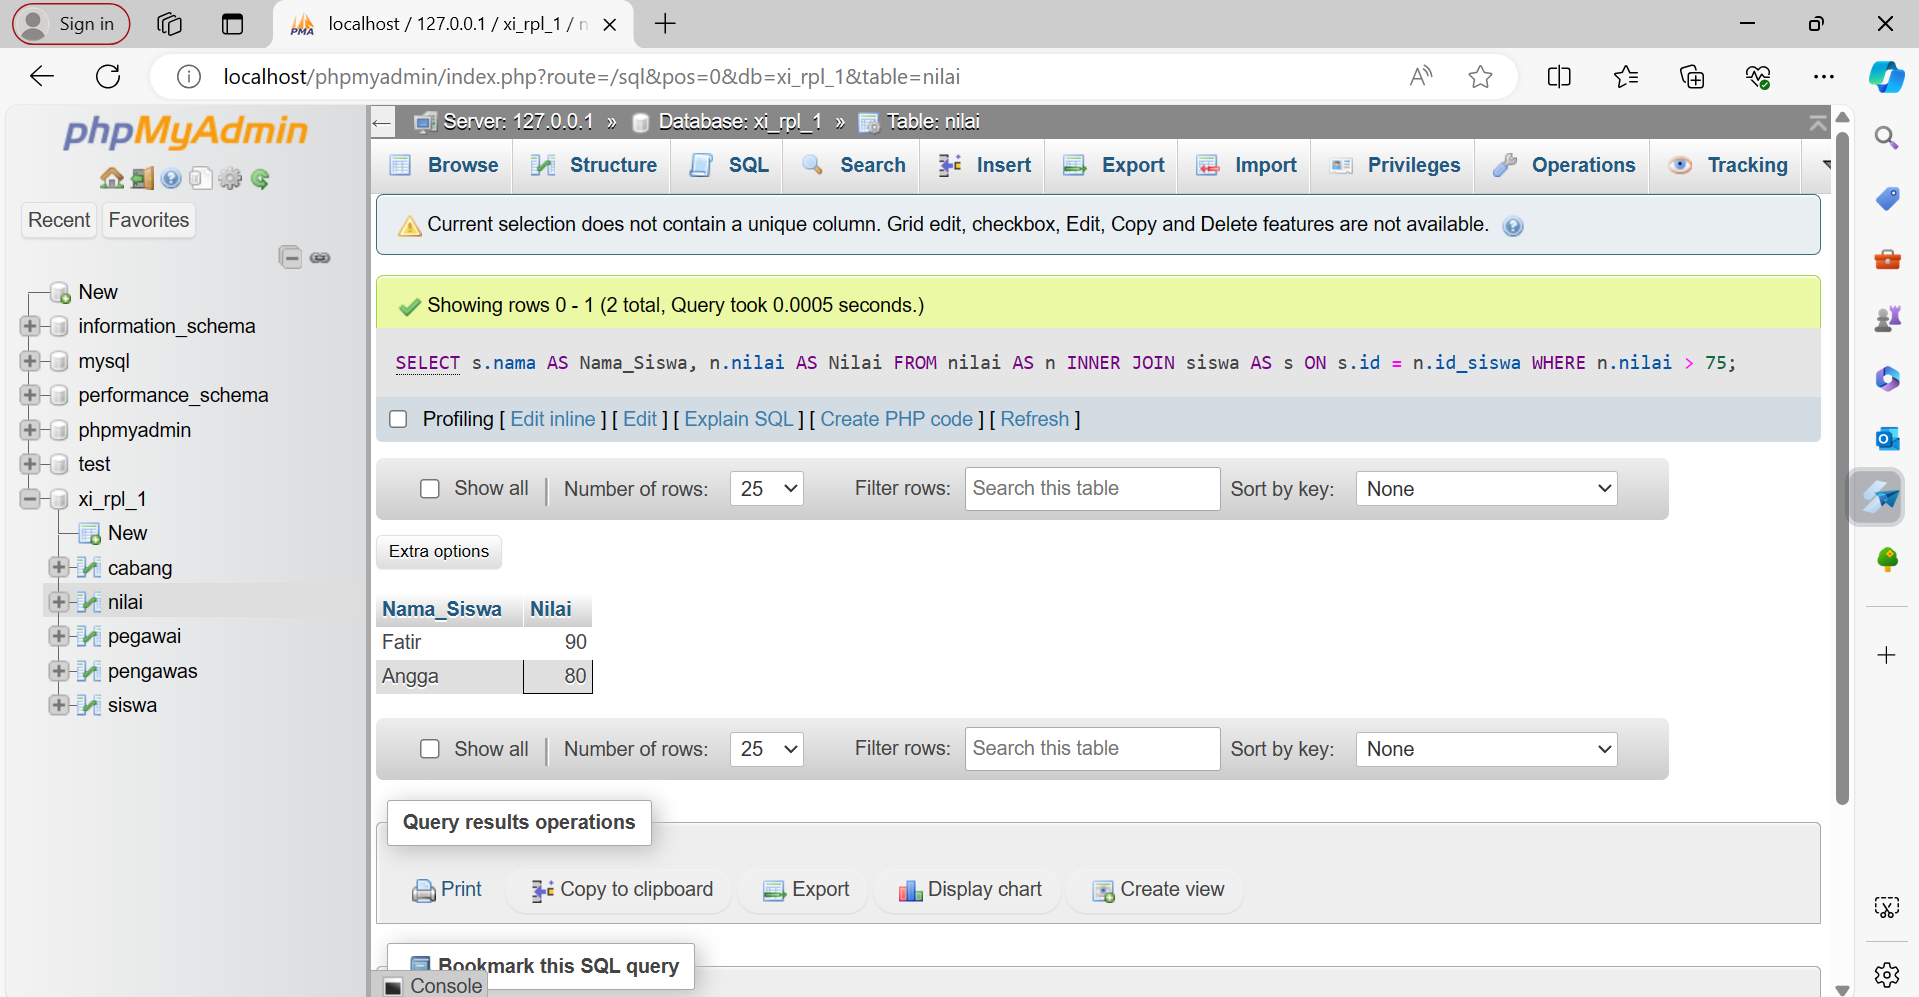 Sign in
localhost / 127.0.0.1 / xi_rpl_1 / n
localhost/phpmyadmin/index.php?route=/sql&pos=0&db=xi_rpl_1&table=nilai
phpMyAdmin
Recent Favorites
New
information_schema
mysql
performance_schema
phpmyadmin
test
xi_rpl_1
New
cabang
nilai
pegawai
pengawas
siswa
Server: 127.0.0.1 » Database: xi_rpl_1 » Table: nilai
Browse Structure SQL Search Insert Export Import Privileges Operations Tracking
Current selection does not contain a unique column. Grid edit, checkbox, Edit, Copy and Delete features are not available.
Showing rows 0 - 1 (2 total, Query took 0.0005 seconds.)
SELECT s.nama AS Nama_Siswa, n.nilai AS Nilai FROM nilai AS n INNER JOIN siswa AS s ON s.id = n.id_siswa WHERE n.nilai > 75;
Profiling [ Edit inline ] [ Edit ] [ Explain SQL ] [ Create PHP code ] [ Refresh ]
Show all | Number of rows: 25 Filter rows: Search this table Sort by key: None
Extra options
Nama_Siswa Nilai
Fatir 90
Angga 80
Show all | Number of rows: 25 Filter rows: Search this table Sort by key: None
Query results operations
Print Copy to clipboard Export Display chart Create view
Bookmark this SQL query
Console